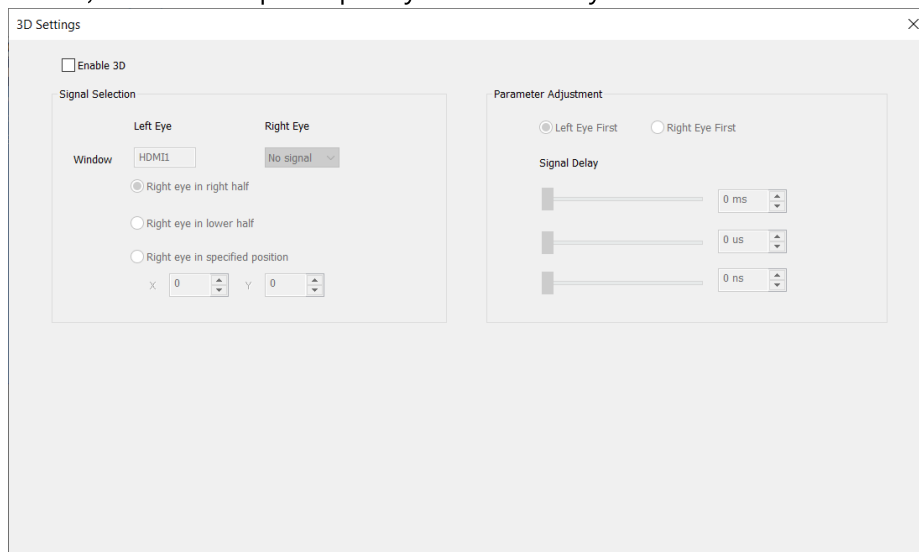 3D Settings
Enable 3D
Signal Selection
Left Eye Right Eye
Window HDMI1 No signal
Right eye in right half
Right eye in lower half
Right eye in specified position
X 0 Y 0
Parameter Adjustment
Left Eye First Right Eye First
Signal Delay
0 ms
0 us
0 ns